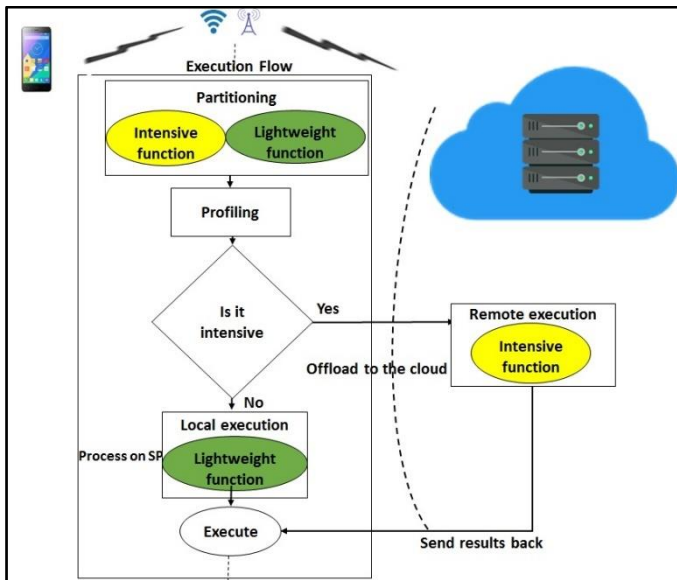 Execution Flow
Partitioning
Intensive
function
Lightweight
function
Profiling
Is it
intensive
Yes
Remote execution
Intensive
function
Offload to the cloud
No
Local execution
Process on SP
Lightweight
function
Execute
Send results back